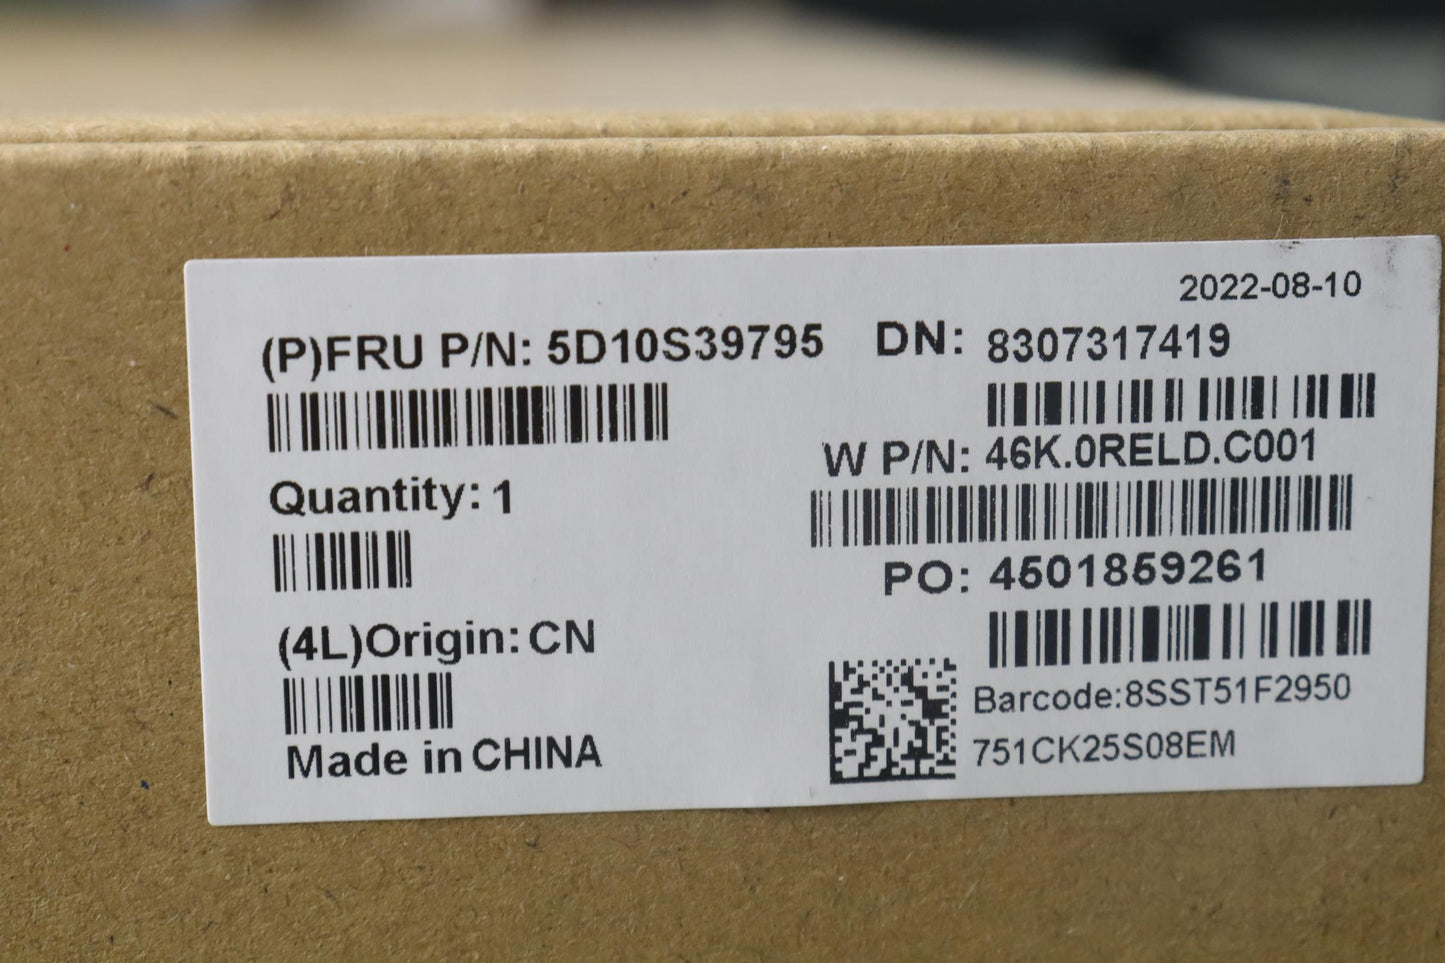 2022-08-10
(P)FRU P/N: 5D10S39795 DN: 8307317419
W P/N: 46K.0RELD.C001
Quantity: 1
PO: 4501859261
(4L)Origin: CN
Barcode:8SST51F2950
751CK25S08EM
Made in CHINA